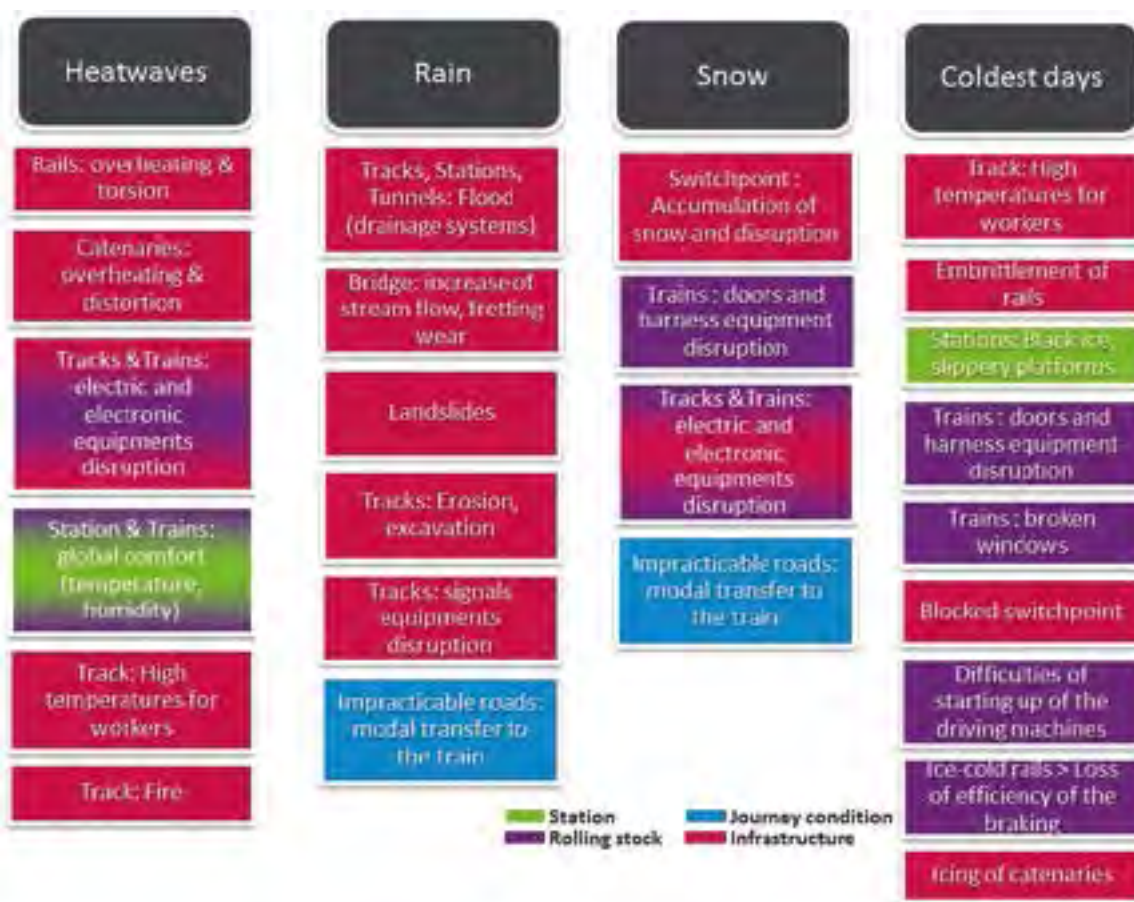 Heatwaves
Rails: overheating &
torsion
Catenaries:
overheating &
distortion
Tracks &Trains:
electric and
electronic
equipments
disruption
Station & Trains:
global comfort
(temperature,
humidity)
Track: High
temperatures for
workers
Track: Fire
Rain
Tracks, Stations,
Tunnels: Flood
(drainage systems)
Bridge: increase of
stream flow, fretting
wear
Landslides
Tracks: Erosion,
excavation
Tracks: signals
equipments
disruption
Impracticable roads:
modal transfer to
the train
Snow
Switchpoint :
Accumulation of
snow and disruption
Trains : doors and
harness equipment
disruption
Tracks &Trains:
electric and
electronic
equipments
disruption
Impracticable roads:
modal transfer to
the train
Coldest days
Track: High
temperatures for
workers
Embrittlement of
rails
Stations: Black ice,
slippery platforms
Trains : doors and
harness equipment
disruption
Trains : broken
windows
Blocked switchpoint
Difficulties of
starting up of the
driving machines
Ice-cold rails > Loss
of efficiency of the
braking
Icing of catenaries
Station
Rolling stock
Journey condition
Infrastructure